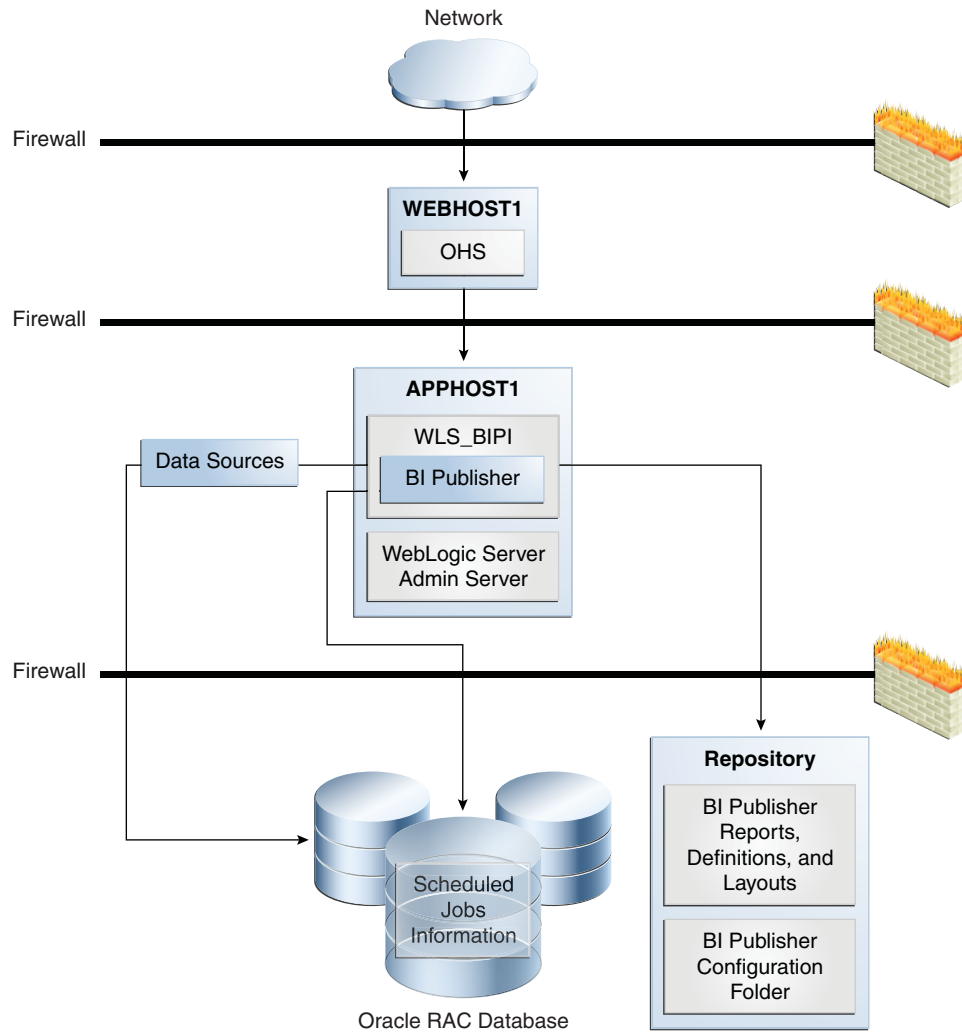 Network
Firewall
WEBHOST1
OHS
Firewall
APPHOST1
WLS_BIPI
Data Sources
BI Publisher
WebLogic Server
Admin Server
Firewall
Repository
BI Publisher
Reports,
Definitions, and
Layouts
Scheduled
Jobs
Information
BI Publisher
Configuration
Folder
Oracle RAC Database